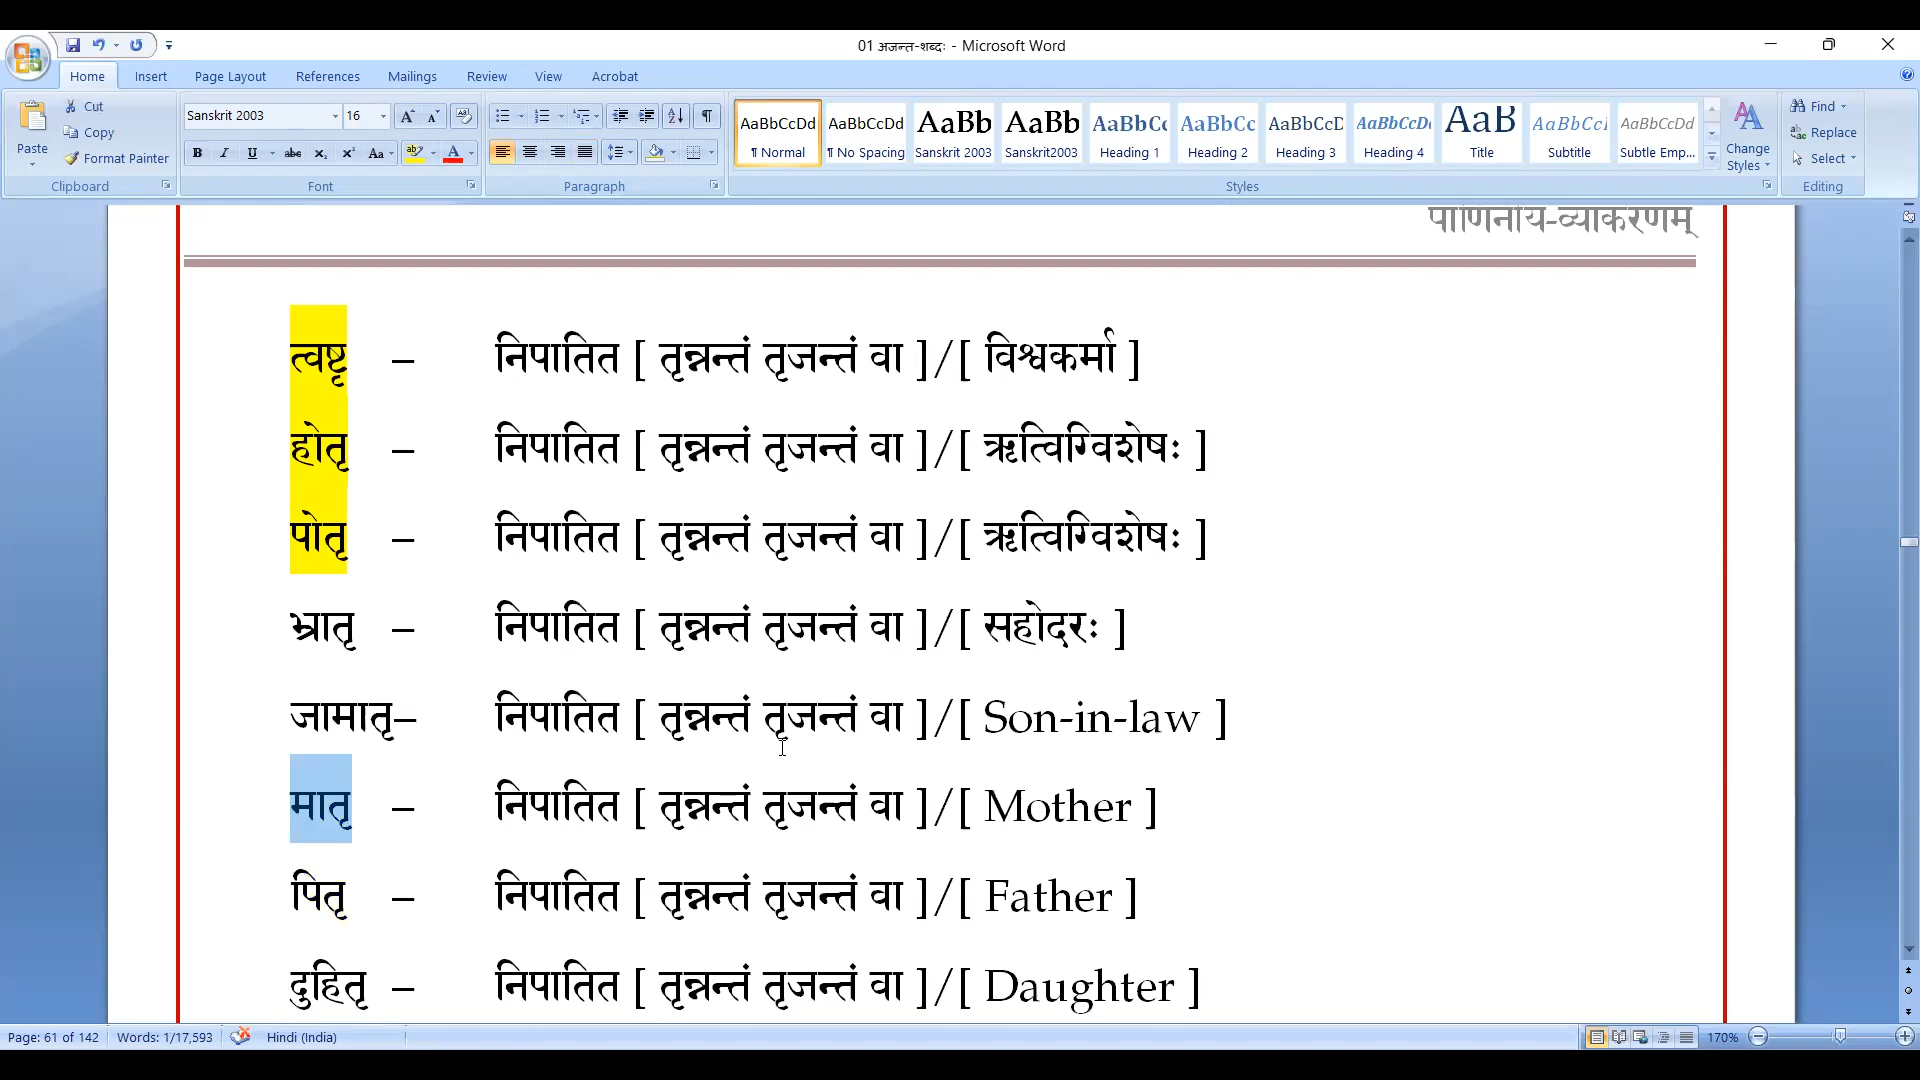 01 अजन्त-शब्दः - Microsoft Word
Home Insert Page Layout References Mailings Review View Acrobat
Paste Cut Copy Format Painter
Sanskrit 2003 16
AaBbCcDd AaBbCcDd AaBb AaBb AaBbCc AaBbCc AaBbCcD AaBbCcDc AaB AaBbCcl AaBbCcDd
¶ Normal ¶ No Spacing Sanskrit 2003 Sanskrit2003 Heading 1 Heading 2 Heading 3 Heading 4 Title Subtitle Subtle Emp...
Change Styles
Find Replace Select
Clipboard Font Paragraph Styles Editing
पाणिनीय-व्याकरणम्
त्वष्टृ – निपातित [ तृन्नन्तं तृजन्तं वा ]/[ विश्वकर्मा ]
होतृ – निपातित [ तृन्नन्तं तृजन्तं वा ]/[ ऋत्विग्विशेषः ]
पोतृ – निपातित [ तृन्नन्तं तृजन्तं वा ]/[ ऋत्विग्विशेषः ]
भ्रातृ – निपातित [ तृन्नन्तं तृजन्तं वा ]/[ सहोदरः ]
जामातृ– निपातित [ तृन्नन्तं तृजन्तं वा ]/[ Son-in-law ]
मातृ – निपातित [ तृन्नन्तं तृजन्तं वा ]/[ Mother ]
पितृ – निपातित [ तृन्नन्तं तृजन्तं वा ]/[ Father ]
दुहितृ – निपातित [ तृन्नन्तं तृजन्तं वा ]/[ Daughter ]
Page: 61 of 142 Words: 1/17,593 Hindi (India) 170%